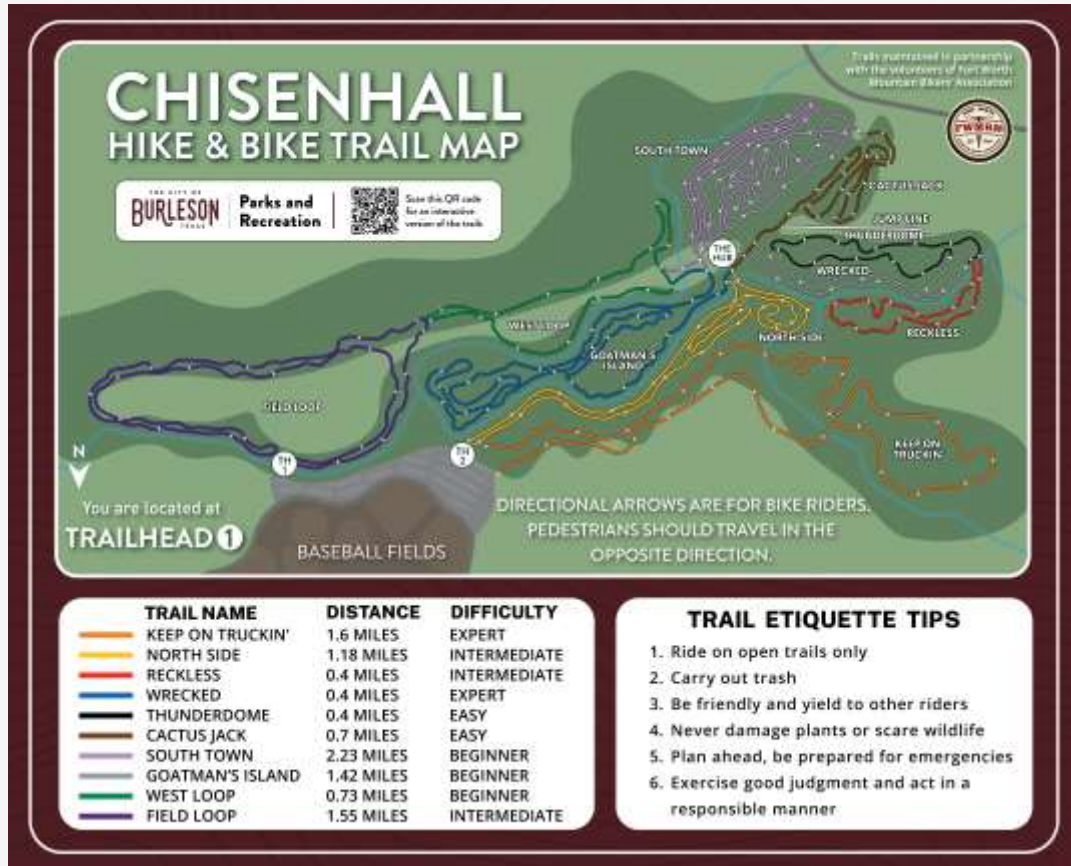 CHISENHALL
HIKE & BIKE TRAIL MAP
THE CITY OF
BURLESON
TEXAS
Parks and
Recreation
Scan this QR code
for an interactive
version of the trails
Trails maintained in partnership
with the volunteers of Fort Worth
Mountain Bikers' Association
FWMBA
SOUTH TOWN
CACTUS JACK
JUMP LINE
THUNDERDOME
THE
HUB
WRECKED
WEST LOOP
NORTH SIDE
RECKLESS
GOATMAN'S
ISLAND
FIELD LOOP
KEEP ON
TRUCKIN'
TH
1
TH
2
N
You are located at
TRAILHEAD 1
BASEBALL FIELDS
DIRECTIONAL ARROWS ARE FOR BIKE RIDERS.
PEDESTRIANS SHOULD TRAVEL IN THE
OPPOSITE DIRECTION.
TRAIL NAME DISTANCE DIFFICULTY
KEEP ON TRUCKIN' 1.6 MILES EXPERT
NORTH SIDE 1.18 MILES INTERMEDIATE
RECKLESS 0.4 MILES INTERMEDIATE
WRECKED 0.4 MILES EXPERT
THUNDERDOME 0.4 MILES EASY
CACTUS JACK 0.7 MILES EASY
SOUTH TOWN 2.23 MILES BEGINNER
GOATMAN'S ISLAND 1.42 MILES BEGINNER
WEST LOOP 0.73 MILES BEGINNER
FIELD LOOP 1.55 MILES INTERMEDIATE
TRAIL ETIQUETTE TIPS
1. Ride on open trails only
2. Carry out trash
3. Be friendly and yield to other riders
4. Never damage plants or scare wildlife
5. Plan ahead, be prepared for emergencies
6. Exercise good judgment and act in a
responsible manner